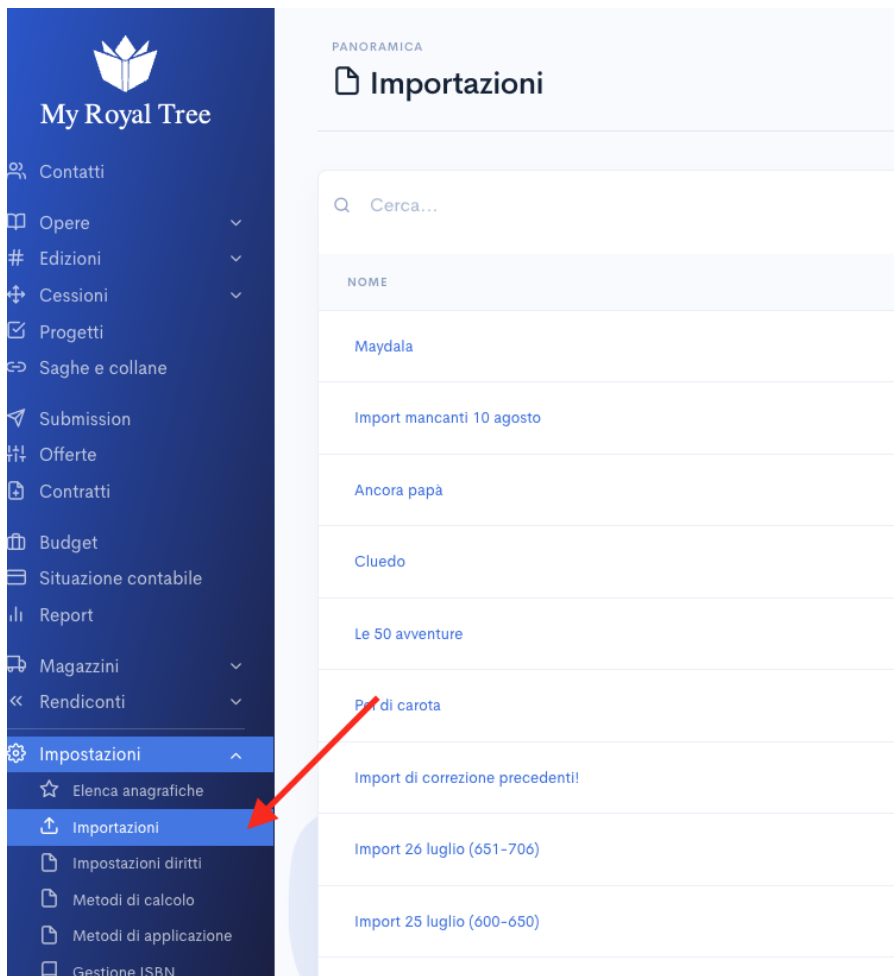 My Royal Tree
Contatti
Opere
Edizioni
Cessioni
Progetti
Saghe e collane
Submission
Offerte
Contratti
Budget
Situazione contabile
Report
Magazzini
Rendiconti
Impostazioni
Elenca anagrafiche
Importazioni
Impostazioni diritti
Metodi di calcolo
Metodi di applicazione
Gestione ISBN
PANORAMICA
Importazioni
Cerca...
NOME
Maydala
Import mancanti 10 agosto
Ancora papà
Cluedo
Le 50 avventure
Pel di carota
Import di correzione precedenti!
Import 26 luglio (651-706)
Import 25 luglio (600-650)